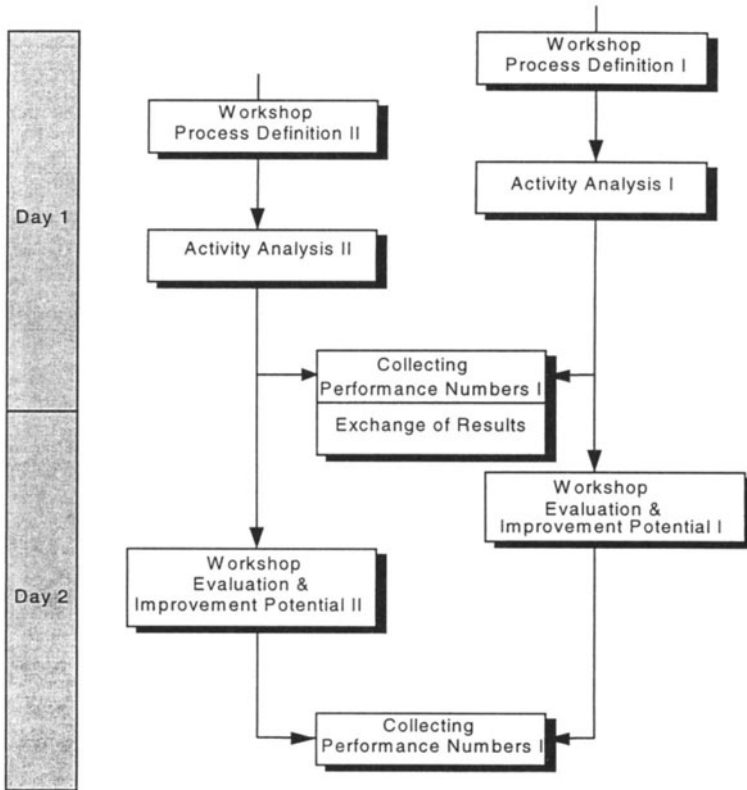 Workshop
Process Definition I
Workshop
Process Definition II
Day 1
Activity Analysis I
Activity Analysis II
Collecting
Performance Numbers I
Exchange of Results
Workshop
Evaluation &
Improvement Potential I
Workshop
Evaluation &
Improvement Potential II
Day 2
Collecting
Performance Numbers I